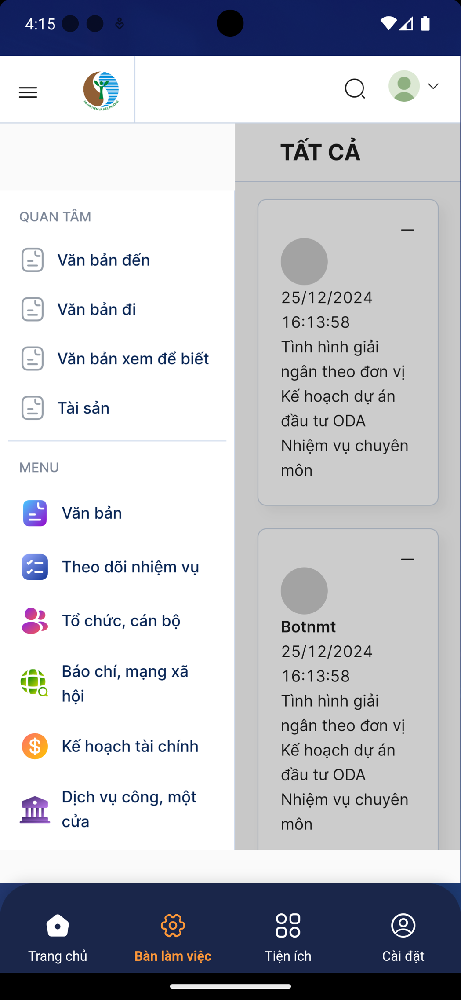 4:15
TÀI NGUYÊN VÀ MÔI TRƯỜNG
TẤT CẢ
QUAN TÂM
Văn bản đến
Văn bản đi
Văn bản xem để biết
Tài sản
MENU
Văn bản
Theo dõi nhiệm vụ
Tổ chức, cán bộ
Báo chí, mạng xã
hội
Kế hoạch tài chính
Dịch vụ công, một
cửa
25/12/2024
16:13:58
Tình hình giải
ngân theo đơn vị
Kế hoạch dự án
đầu tư ODA
Nhiệm vụ chuyên
môn
Botnmt
25/12/2024
16:13:58
Tình hình giải
ngân theo đơn vị
Kế hoạch dự án
đầu tư ODA
Nhiệm vụ chuyên
môn
Trang chủ
Bàn làm việc
Tiện ích
Cài đặt